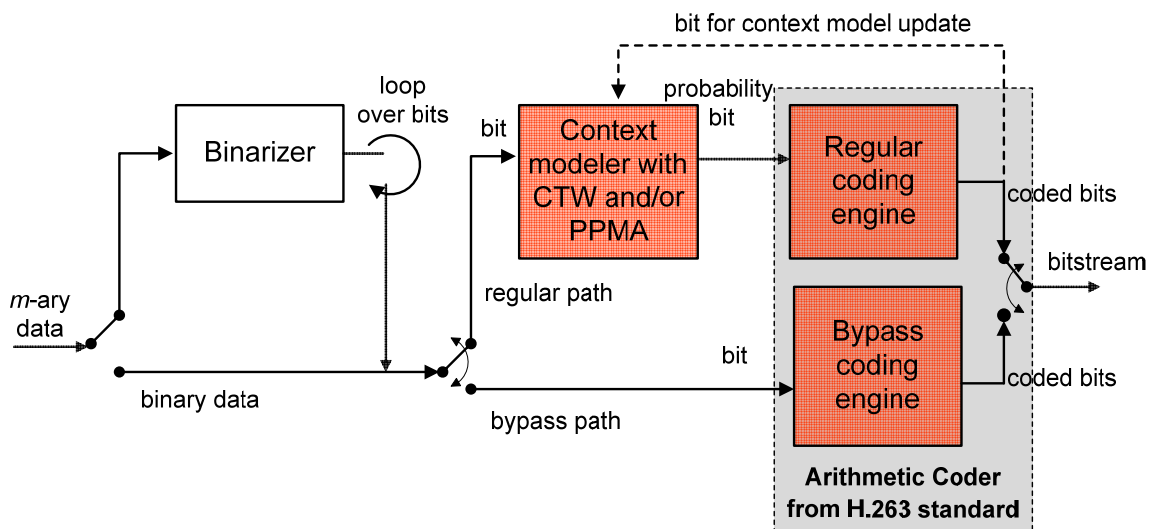 bit for context model update
loop
over bits
probability
bit
bit
Binarizer
Context
modeler with
CTW and/or
PPMA
Regular
coding
engine
coded bits
bitstream
m-ary
data
regular path
binary data
bypass path
bit
Bypass
coding
engine
coded bits
Arithmetic Coder
from H.263 standard